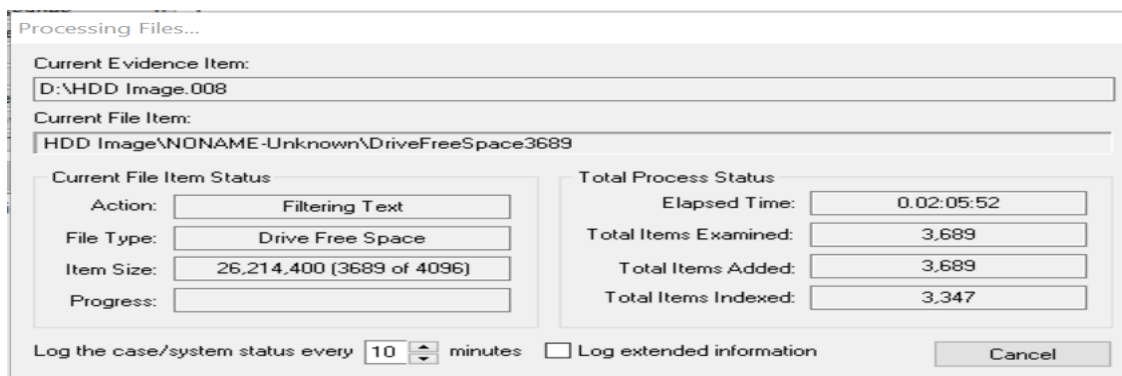 Processing Files...
Current Evidence Item:
D:\HDD Image.008
Current File Item:
HDD Image\NONAME-Unknown\DriveFreeSpace3689
Current File Item Status
Action: Filtering Text
File Type: Drive Free Space
Item Size: 26,214,400 (3689 of 4096)
Progress:
Total Process Status
Elapsed Time: 0.02:05:52
Total Items Examined: 3,689
Total Items Added: 3,689
Total Items Indexed: 3,347
Log the case/system status every 10 minutes Log extended information Cancel